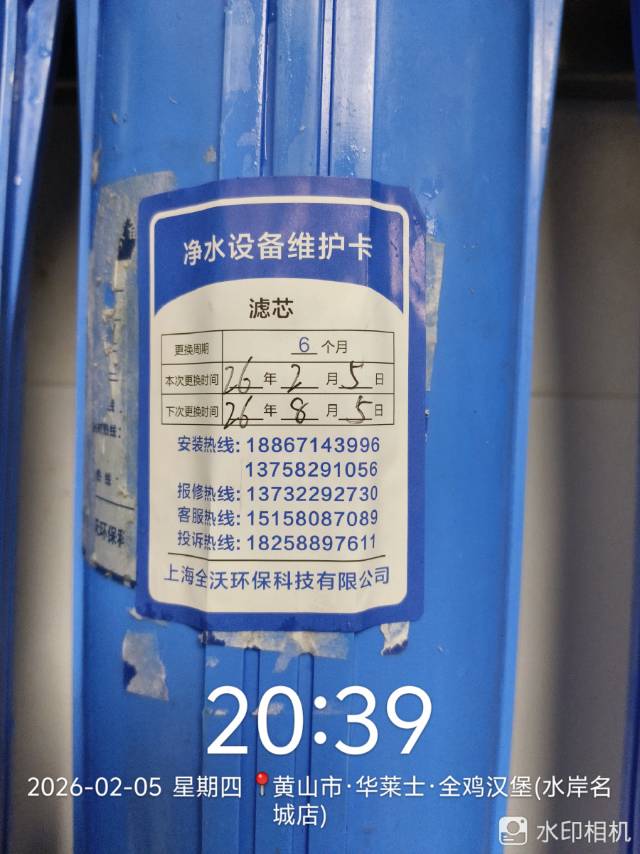 净水设备维护卡
滤芯
更换周期 6 个月
本次更换时间 26 年 2 月 5 日
下次更换时间 26 年 8 月 5 日
安装热线: 18867143996
13758291056
报修热线: 13732292730
客服热线: 15158087089
投诉热线: 18258897611
上海全沃环保科技有限公司
沃环保科
20:39
2026-02-05 星期四 黄山市·华莱士·全鸡汉堡(水岸名
城店)
水印相机